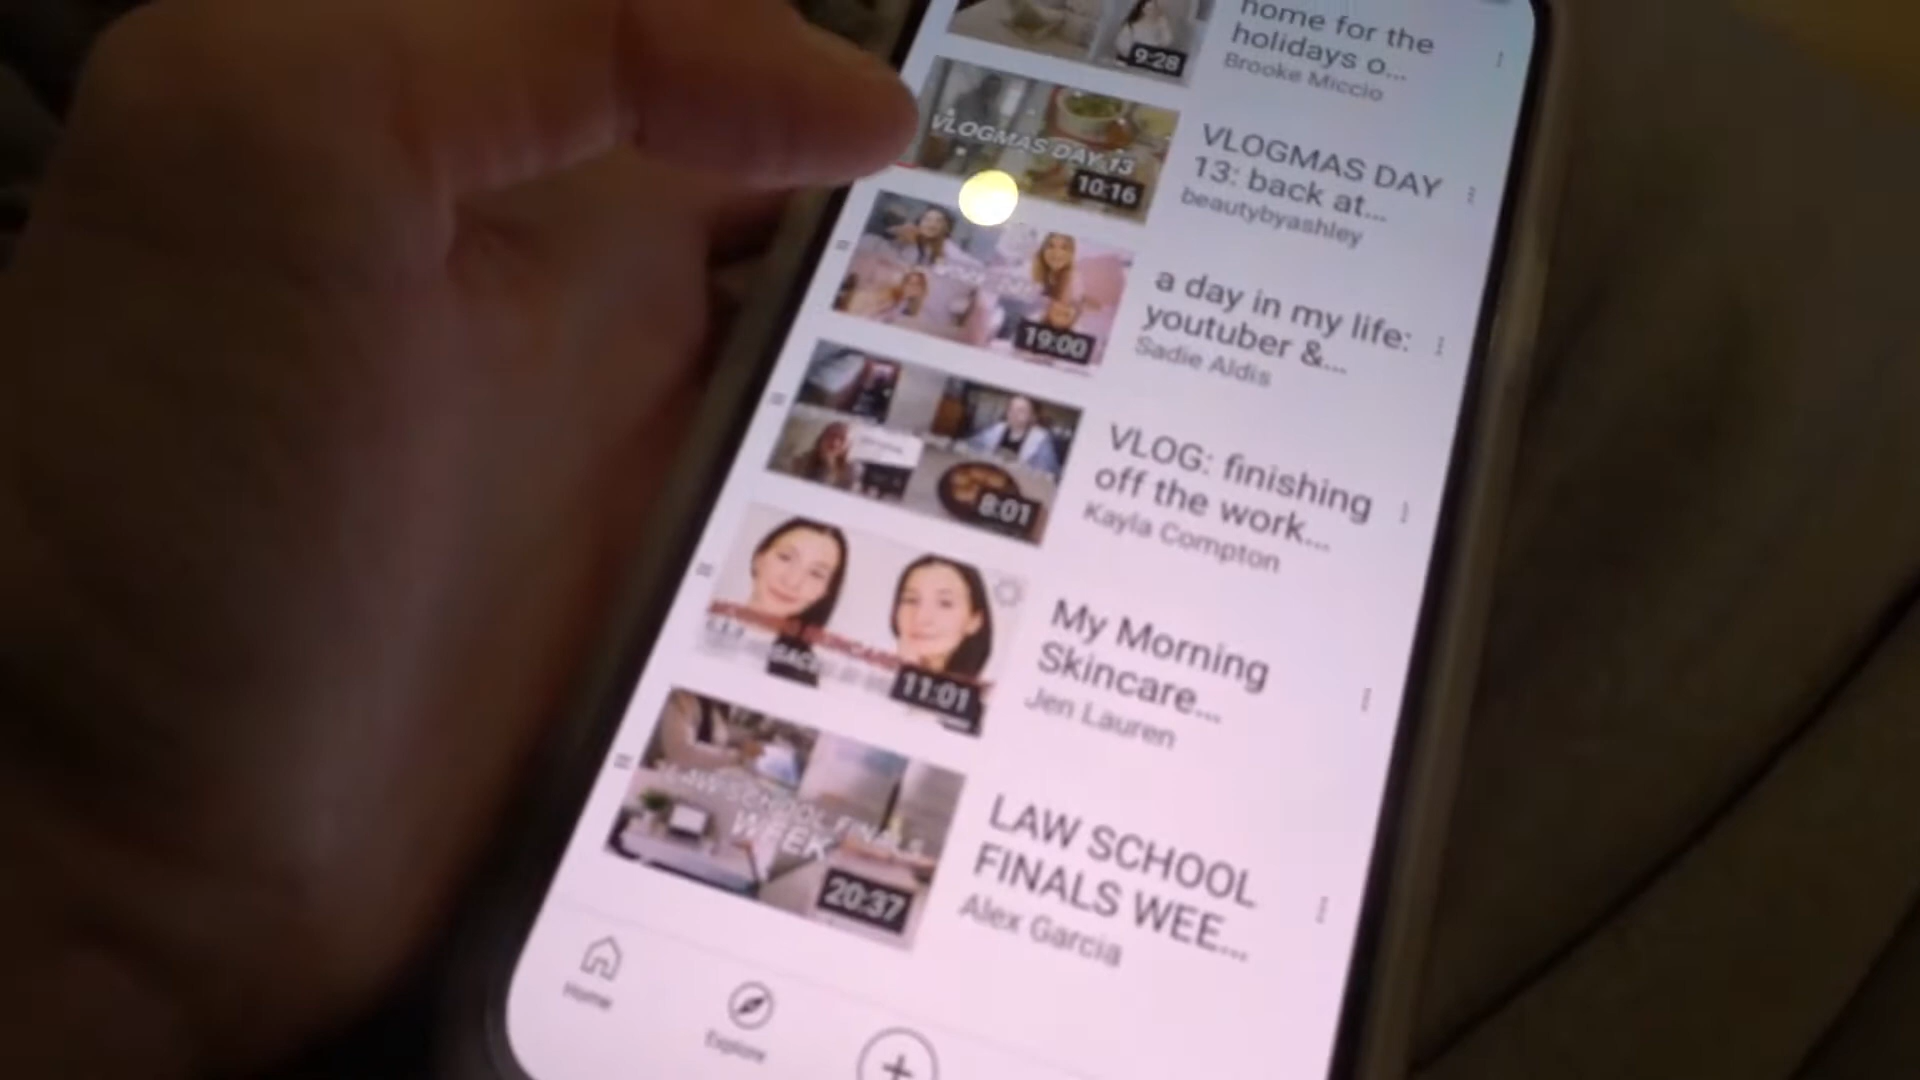 home for the
holidays o...
Brooke Miccio
9:28
VLOGMAS DAY 13
10:16
VLOGMAS DAY
13: back at...
beautybyashley
19:00
a day in my life:
youtuber &...
Sadie Aldis
8:01
VLOG: finishing
off the work...
Kayla Compton
11:01
My Morning
Skincare...
Jen Lauren
LAW SCHOOL FINALS
WEEK
20:37
LAW SCHOOL
FINALS WEE...
Alex Garcia
Home
Explore